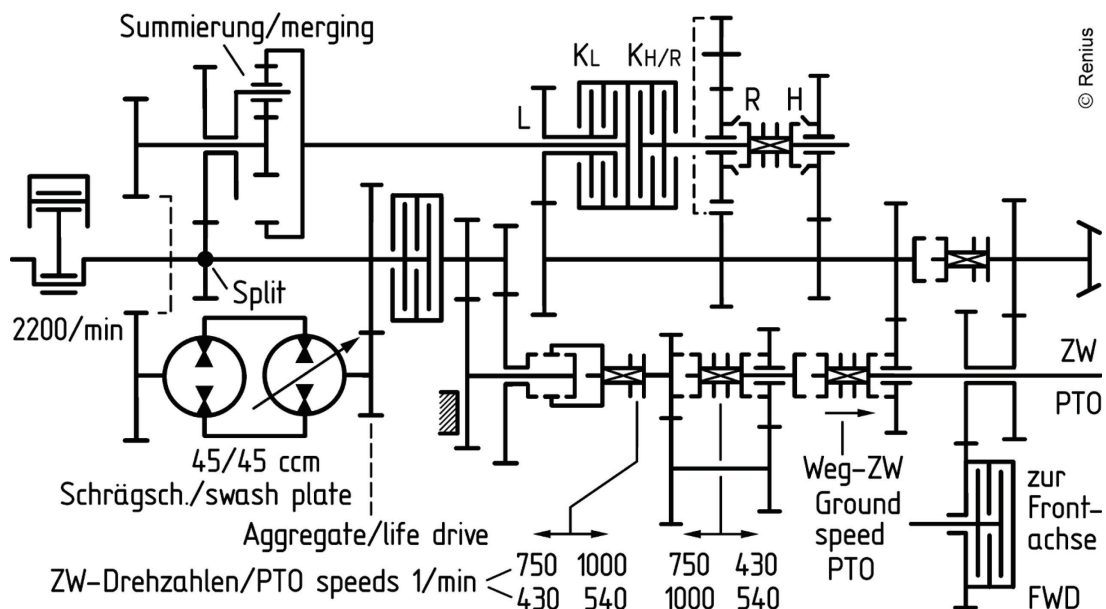 Summierung/merging
KL
KH/R
© Renius
L
R
H
Split
2200/min
ZW
PTO
45/45 ccm
Schrägsch./swash plate
Weg-ZW
Ground
speed
PTO
zur
Front-
achse
FWD
Aggregate/life drive
ZW-Drehzahlen/PTO speeds 1/min
750 1000
430 540
750 430
1000 540